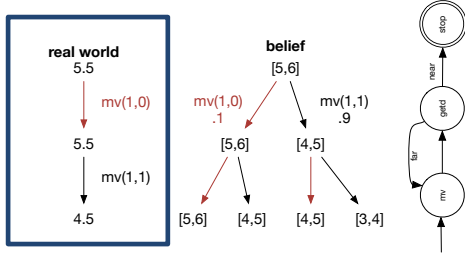 real world
5.5
mv(1,0)
5.5
mv(1,1)
4.5
belief
[5,6]
mv(1,0)
.1
mv(1,1)
.9
[5,6]
[4,5]
[5,6]
[4,5]
[4,5]
[3,4]
stop
near
getd
far
mv